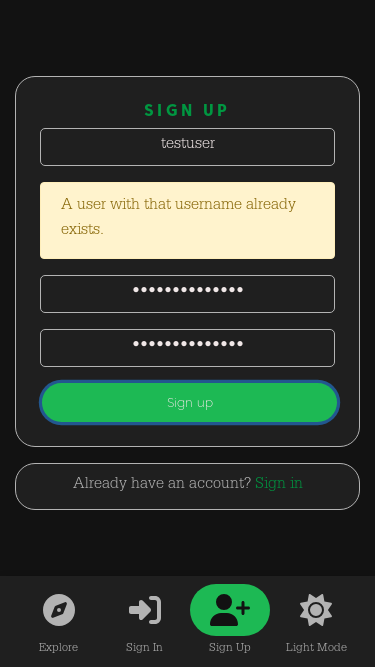 SIGN UP
testuser
A user with that username already
exists.
••••••••••••••
••••••••••••••
Sign up
Already have an account? Sign in
Explore
Sign In
Sign Up
Light Mode